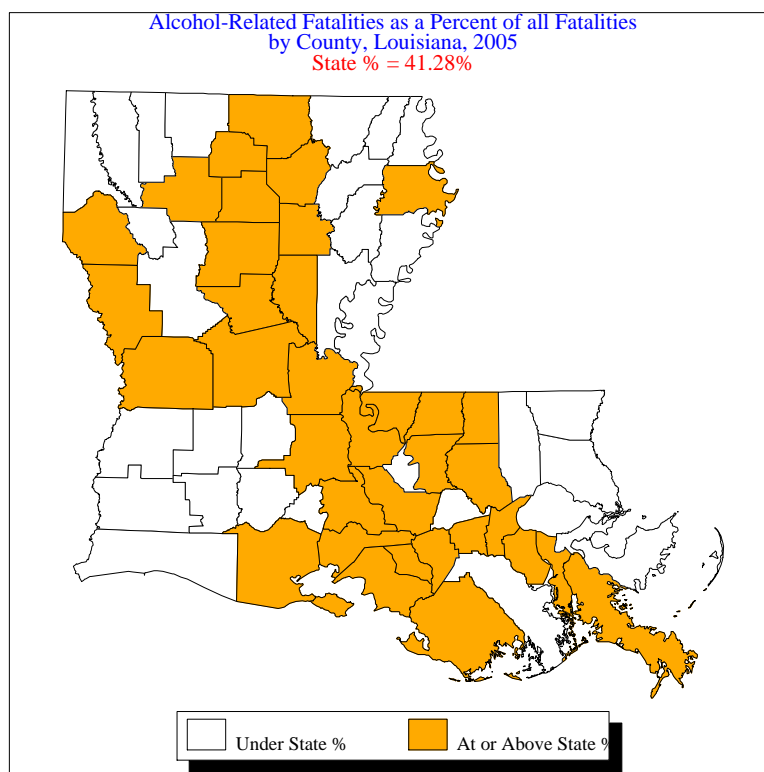 Alcohol-Related Fatalities as a Percent of all Fatalities
by County, Louisiana, 2005
State % = 41.28%
Under State %
At or Above State %